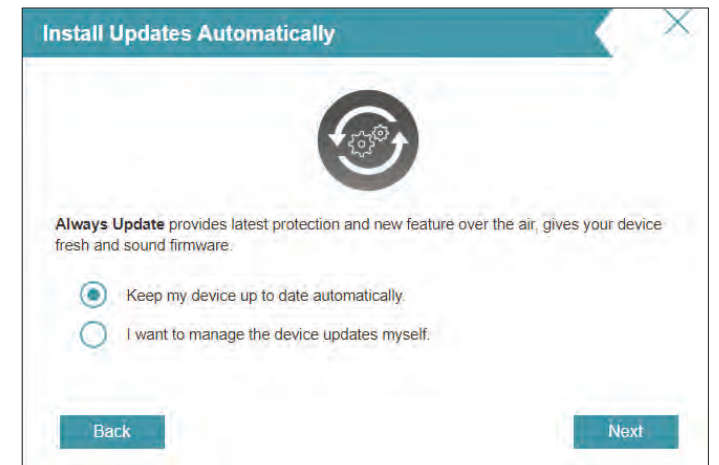 Install Updates Automatically
Always Update provides latest protection and new feature over the air, gives your device
fresh and sound firmware.
Keep my device up to date automatically.
I want to manage the device updates myself.
Back
Next